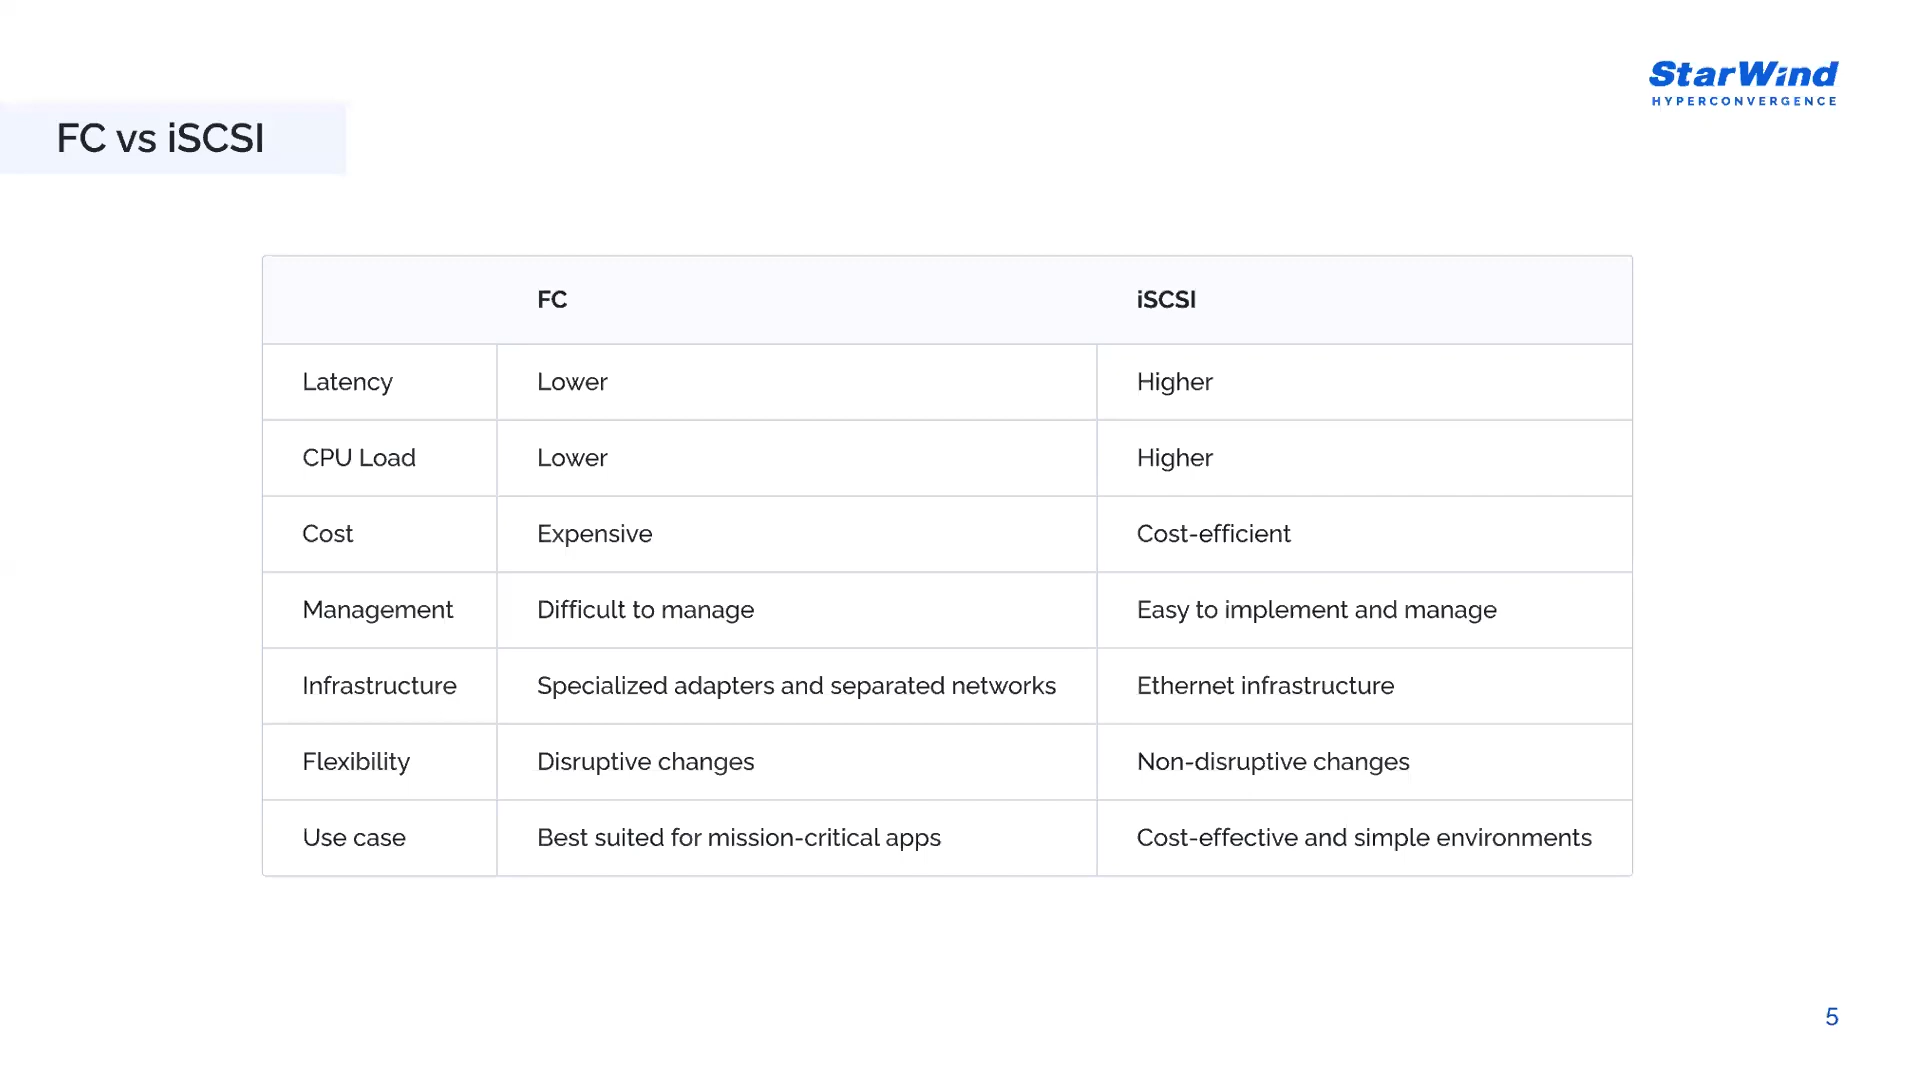 StarWind
HYPERCONVERGENCE
FC vs iSCSI
FC iSCSI
Latency Lower Higher
CPU Load Lower Higher
Cost Expensive Cost-efficient
Management Difficult to manage Easy to implement and manage
Infrastructure Specialized adapters and separated networks Ethernet infrastructure
Flexibility Disruptive changes Non-disruptive changes
Use case Best suited for mission-critical apps Cost-effective and simple environments
5